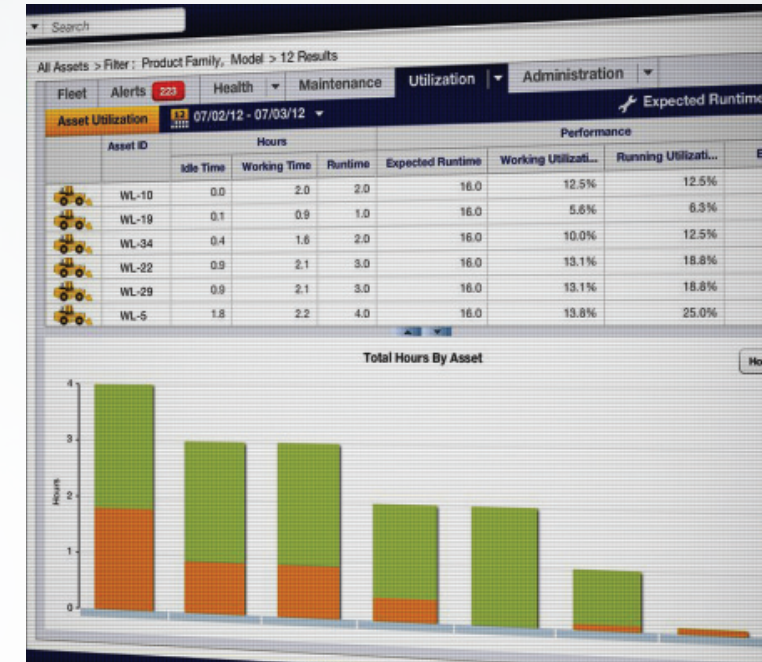 Search
All Assets > Filter : Product Family, Model > 12 Results
Fleet Alerts 223 Health Maintenance Utilization Administration
Asset Utilization 12 07/02/12 - 07/03/12 Expected Runtime
Asset ID Hours Performance
Idle Time Working Time Runtime Expected Runtime Working Utilizati... Running Utilizati... E
WL-10 0.0 2.0 2.0 16.0 12.5% 12.5%
WL-19 0.1 0.9 1.0 16.0 5.6% 6.3%
WL-34 0.4 1.6 2.0 16.0 10.0% 12.5%
WL-22 0.9 2.1 3.0 16.0 13.1% 18.8%
WL-29 0.9 2.1 3.0 16.0 13.1% 18.8%
WL-5 1.8 2.2 4.0 16.0 13.8% 25.0%
Total Hours By Asset
Ho
4
3
2
1
0
Hours